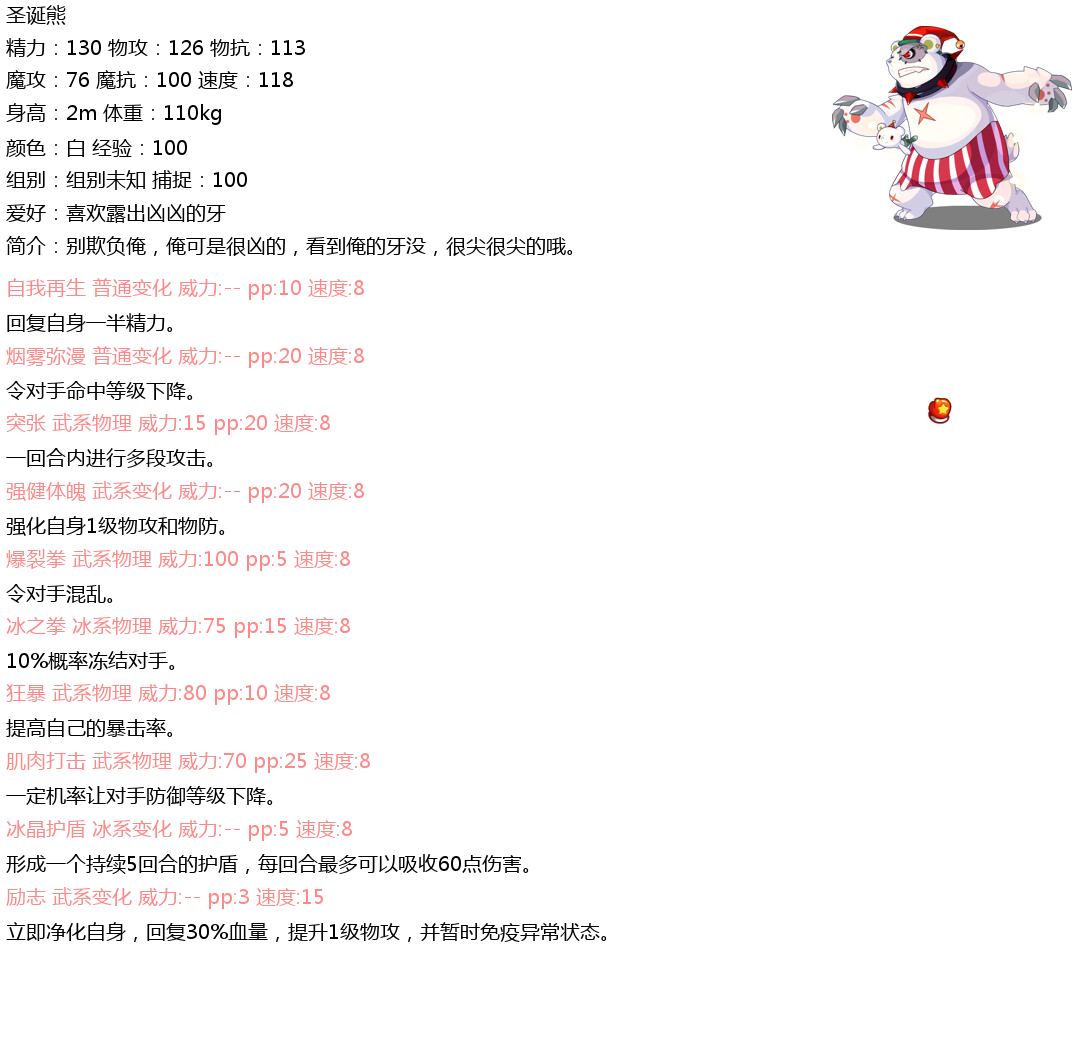 圣诞熊
精力：130 物攻：126 物抗：113
魔攻：76 魔抗：100 速度：118
身高：2m 体重：110kg
颜色：白 经验：100
组别：组别未知 捕捉：100
爱好：喜欢露出凶凶的牙
简介：别欺负俺，俺可是很凶的，看到俺的牙没，很尖很尖的哦。
自我再生 普通变化 威力:-- pp:10 速度:8
回复自身一半精力。
烟雾弥漫 普通变化 威力:-- pp:20 速度:8
令对手命中等级下降。
突张 武系物理 威力:15 pp:20 速度:8
一回合内进行多段攻击。
强健体魄 武系变化 威力:-- pp:20 速度:8
强化自身1级物攻和物防。
爆裂拳 武系物理 威力:100 pp:5 速度:8
令对手混乱。
冰之拳 冰系物理 威力:75 pp:15 速度:8
10%概率冻结对手。
狂暴 武系物理 威力:80 pp:10 速度:8
提高自己的暴击率。
肌肉打击 武系物理 威力:70 pp:25 速度:8
一定机率让对手防御等级下降。
冰晶护盾 冰系变化 威力:-- pp:5 速度:8
形成一个持续5回合的护盾，每回合最多可以吸收60点伤害。
励志 武系变化 威力:-- pp:3 速度:15
立即净化自身，回复30%血量，提升1级物攻，并暂时免疫异常状态。